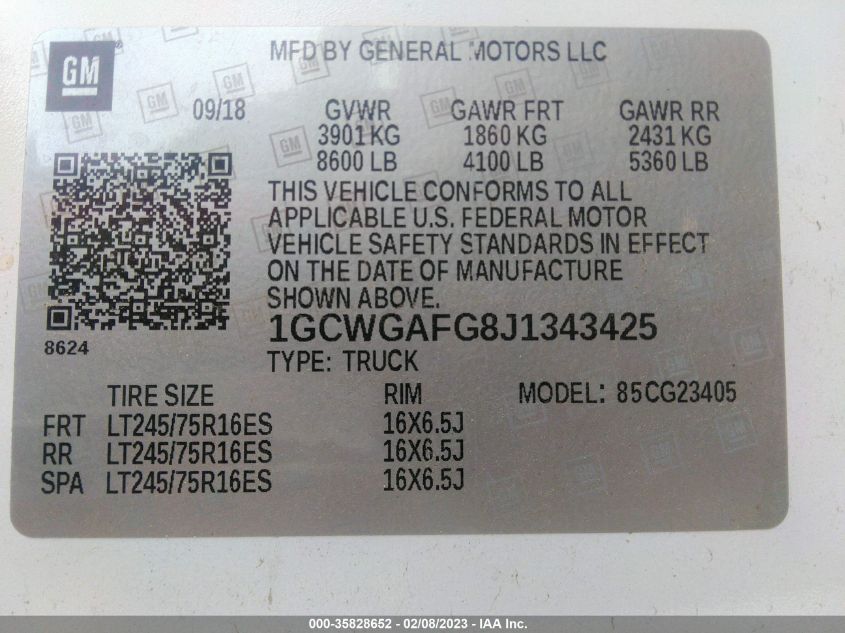 GM
MFD BY GENERAL MOTORS LLC
09/18 GVWR GAWR FRT GAWR RR
3901 KG 1860 KG 2431 KG
8600 LB 4100 LB 5360 LB
THIS VEHICLE CONFORMS TO ALL
APPLICABLE U.S. FEDERAL MOTOR
VEHICLE SAFETY STANDARDS IN EFFECT
ON THE DATE OF MANUFACTURE
SHOWN ABOVE.
1GCWGAFG8J1343425
8624
TYPE: TRUCK
TIRE SIZE RIM MODEL: 85CG23405
FRT LT245/75R16ES 16X6.5J
RR LT245/75R16ES 16X6.5J
SPA LT245/75R16ES 16X6.5J
000-35828652 - 02/08/2023 - IAA Inc.